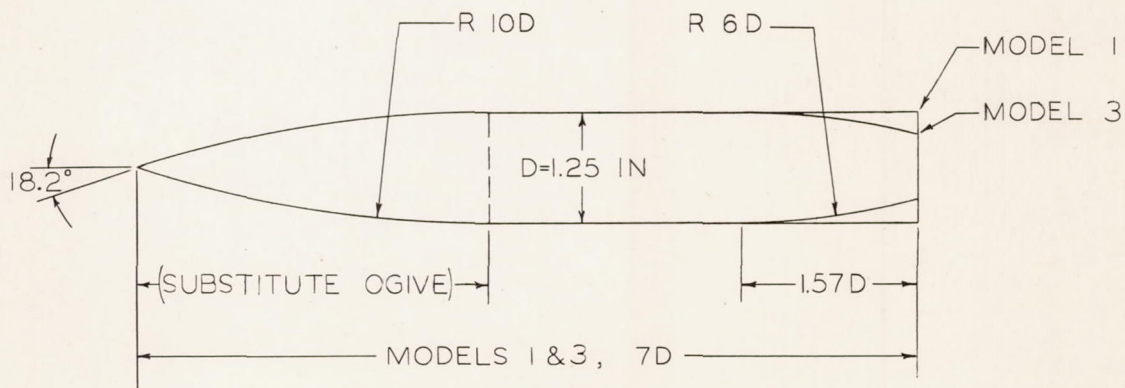 R 10D
R 6D
MODEL 1
MODEL 3
18.2°
D=1.25 IN
(SUBSTITUTE OGIVE)
1.57D
MODELS 1 & 3, 7D